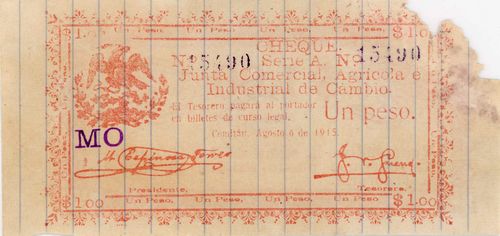 $1.00 Un Peso Un Peso Un Peso Un Peso $1.00
CHEQUE.
No. 15490 Serie A. No. 15490
Junta Comercial, Agricola é
Industrial de Cambio.
El Tesorero pagará al portador
en billetes de curso legal.
Un peso.
Comitán, Agosto 6 de 1915.
MO
Presidente.
Tesorero.
$1.00 Un Peso Un Peso Un Peso Un Peso $1.00